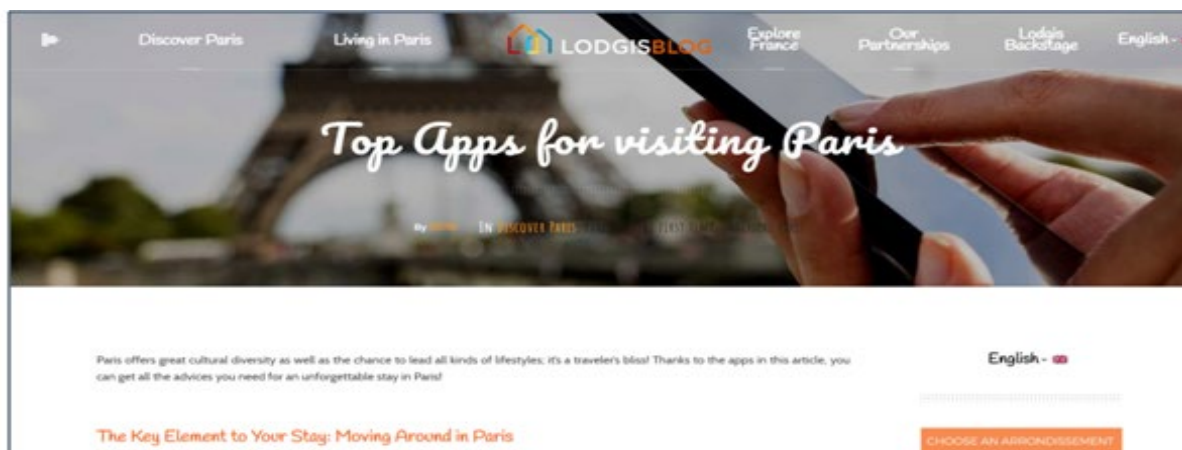 Discover Paris
Living in Paris
LODGISBLOG
Explore
France
Our
Partnerships
Lodgis
Backstage
English
Top Apps for visiting Paris
By
IN DISCOVER PARIS
Paris offers great cultural diversity as well as the chance to lead all kinds of lifestyles; it's a traveler's bliss! Thanks to the apps in this article, you
can get all the advices you need for an unforgettable stay in Paris!
English -
The Key Element to Your Stay: Moving Around in Paris
CHOOSE AN ARRONDISSEMENT